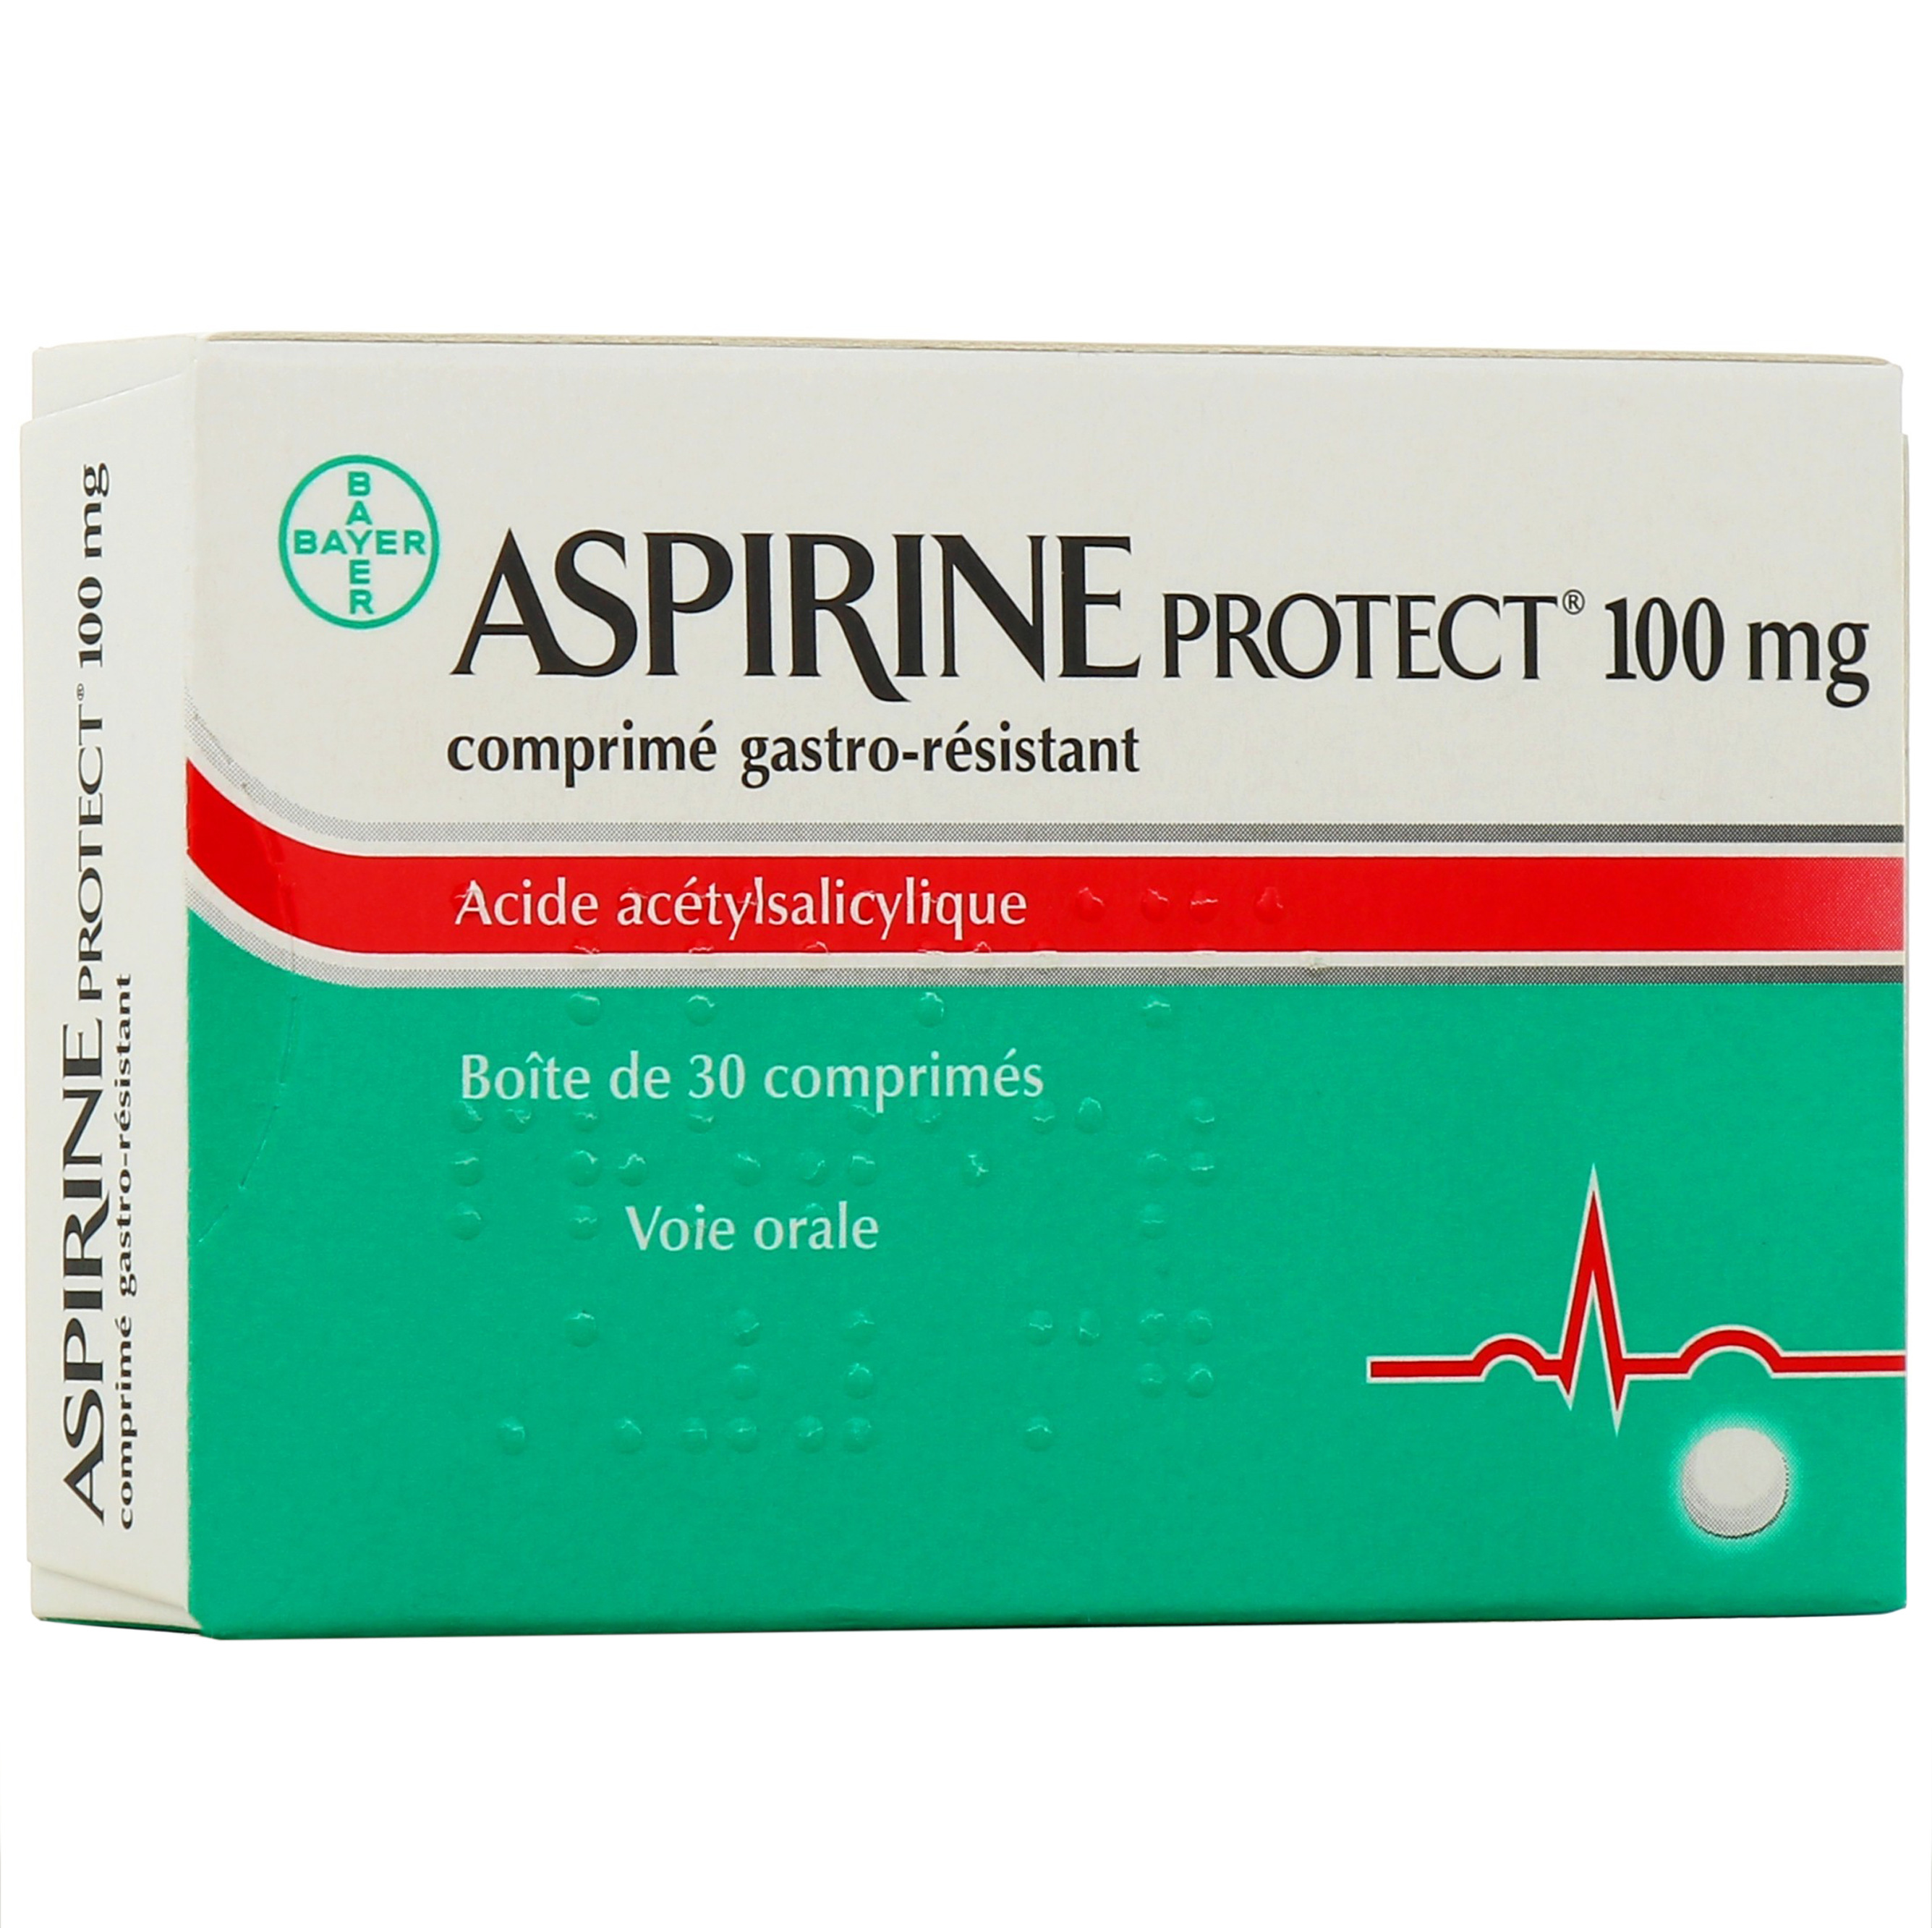 BAYER
BAYER
ASPIRINE PROTECT® 100 mg
comprimé gastro-résistant
Acide acétylsalicylique
Boîte de 30 comprimés
Voie orale
ASPIRINE PROTECT® 100 mg
comprimé gastro-résistant